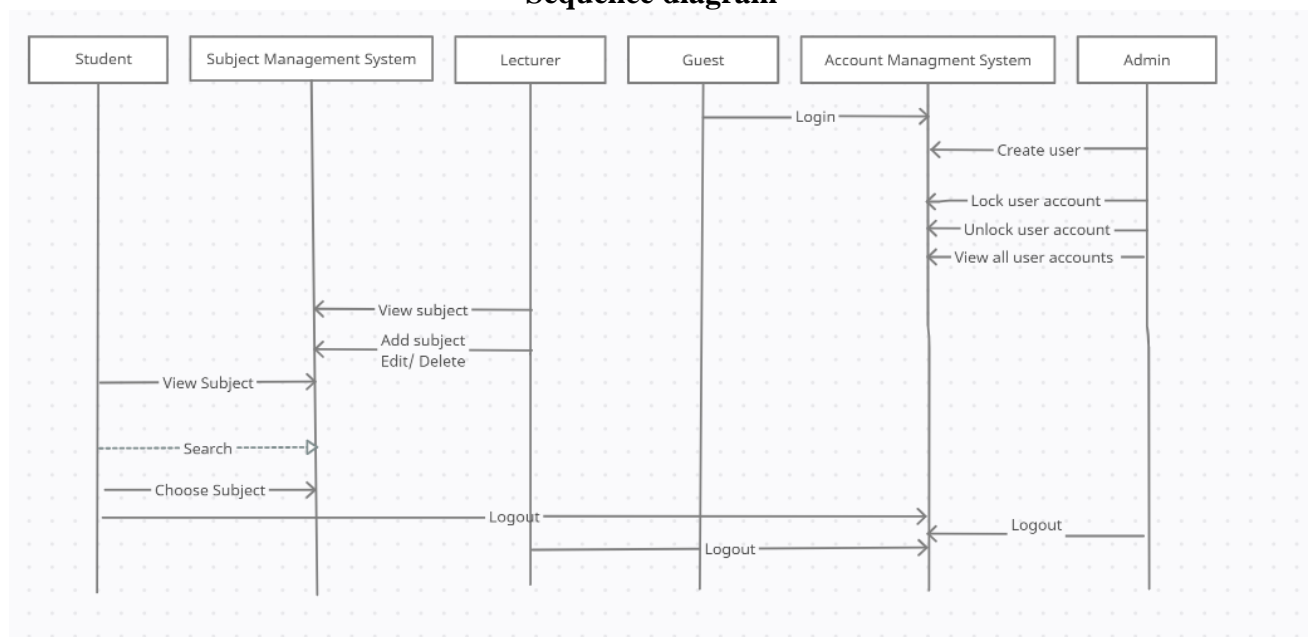 Sequence diagram
Student
Subject Management System
Lecturer
Guest
Account Managment System
Admin
Login
Create user
Lock user account
Unlock user account
View all user accounts
View subject
Add subject
Edit/ Delete
View Subject
Search
Choose Subject
Logout
Logout
Logout